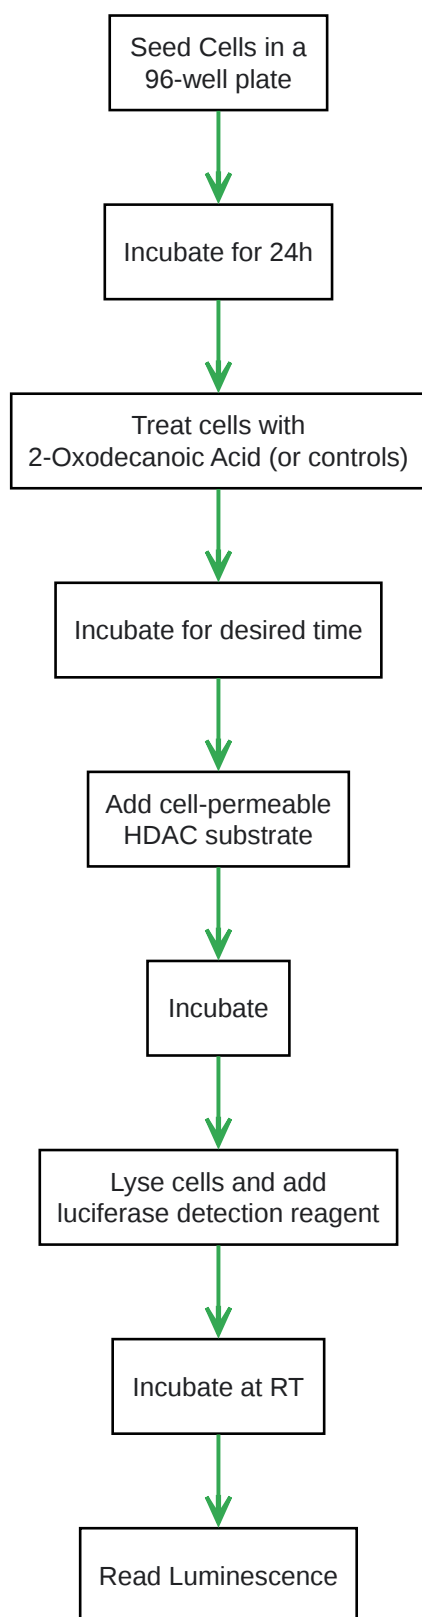 Seed Cells in a
96-well plate
Incubate for 24h
Treat cells with
2-Oxodecanoic Acid (or controls)
Incubate for desired time
Add cell-permeable
HDAC substrate
Incubate
Lyse cells and add
luciferase detection reagent
Incubate at RT
Read Luminescence